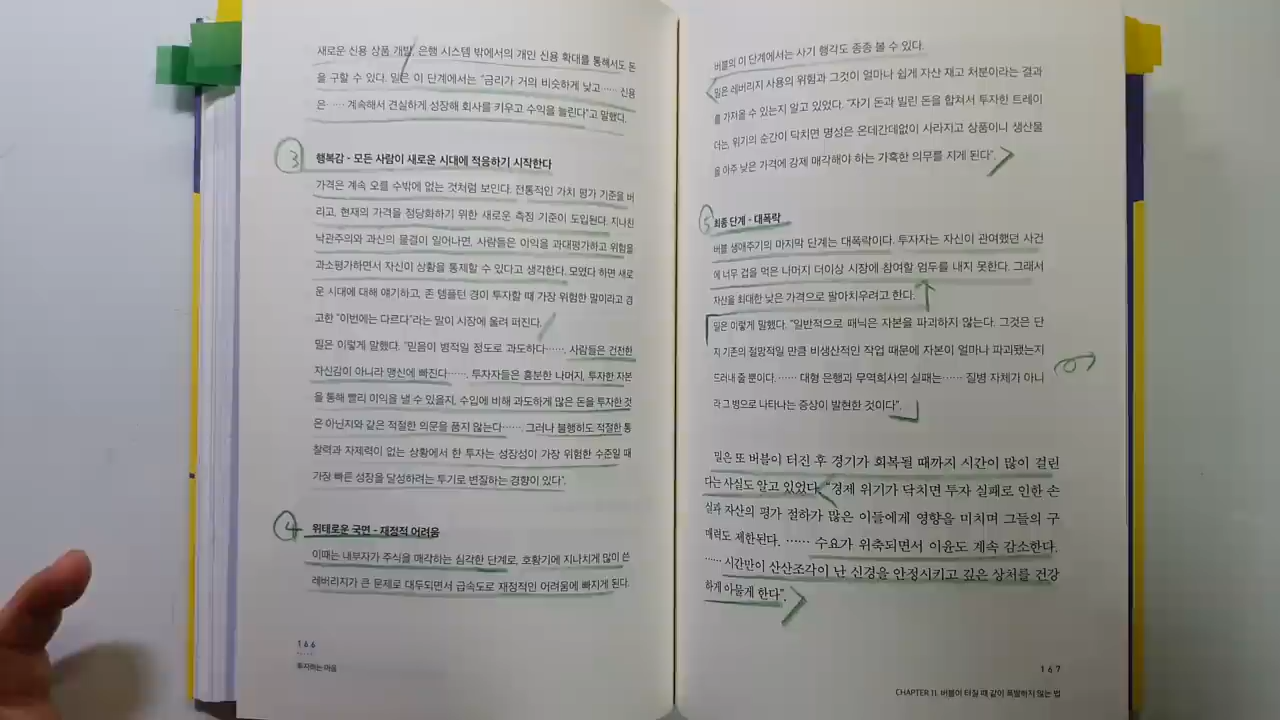 새로운 신용 상품 개발, 은행 시스템 밖에서의 개인 신용 확대를 통해서도 돈
을 구할 수 있다. 밀은 이 단계에서는 “금리가 거의 비슷하게 낮고 …… 신용
은 …… 계속해서 견실하게 성장해 회사를 키우고 수익을 늘린다”고 말했다.
③
행복감 - 모든 사람이 새로운 시대에 적응하기 시작한다
가격은 계속 오를 수밖에 없는 것처럼 보인다. 전통적인 가치 평가 기준을 버
리고, 현재의 가격을 정당화하기 위한 새로운 측정 기준이 도입된다. 지나친
낙관주의와 과신의 물결이 일어나면, 사람들은 이익을 과대평가하고 위험을
과소평가하면서 자신이 상황을 통제할 수 있다고 생각한다. 모였다 하면 새로
운 시대에 대해 얘기하고, 존 템플턴 경이 투자할 때 가장 위험한 말이라고 경
고한 “이번에는 다르다”라는 말이 시장에 울려 퍼진다.
밀은 이렇게 말했다. “믿음이 병적일 정도로 과도하다……. 사람들은 건전한
자신감이 아니라 맹신에 빠진다……. 투자자들은 흥분한 나머지, 투자한 자본
을 통해 빨리 이익을 낼 수 있을지, 수입에 비해 과도하게 많은 돈을 투자한 것
은 아닌지와 같은 적절한 의문을 품지 않는다……. 그러나 불행히도 적절한 통
찰력과 자제력이 없는 상황에서 한 투자는 성장성이 가장 위험한 수준일 때
가장 빠른 성장을 달성하려는 투기로 변질하는 경향이 있다”.
④
위태로운 국면 - 재정적 어려움
이때는 내부자가 주식을 매각하는 심각한 단계로, 호황기에 지나치게 많이 쓴
레버리지가 큰 문제로 대두되면서 급속도로 재정적인 어려움에 빠지게 된다.
166
투자하는 마음
버블의 이 단계에서는 사기 행각도 종종 볼 수 있다.
밀은 레버리지 사용의 위험과 그것이 얼마나 쉽게 자산 재고 처분이라는 결과
를 가져올 수 있는지 알고 있었다. “자기 돈과 빌린 돈을 합쳐서 투자한 트레이
더는, 위기의 순간이 닥치면 명성은 온데간데없이 사라지고 상품이니 생산물
을 아주 낮은 가격에 강제 매각해야 하는 가혹한 의무를 지게 된다”.
⑤
최종 단계 - 대폭락
버블 생애주기의 마지막 단계는 대폭락이다. 투자자는 자신이 관여했던 사건
에 너무 겁을 먹은 나머지 더이상 시장에 참여할 엄두를 내지 못한다. 그래서
자산을 최대한 낮은 가격으로 팔아치우려고 한다.
밀은 이렇게 말했다. “일반적으로 패닉은 자본을 파괴하지 않는다. 그것은 단
지 기존의 절망적일 만큼 비생산적인 작업 때문에 자본이 얼마나 파괴됐는지
드러내 줄 뿐이다. …… 대형 은행과 무역회사의 실패는…… 질병 자체가 아니
라 그 병으로 나타나는 증상이 발현한 것이다”.
밀은 또 버블이 터진 후 경기가 회복될 때까지 시간이 많이 걸린
다는 사실도 알고 있었다. “경제 위기가 닥치면 투자 실패로 인한 손
실과 자산의 평가 절하가 많은 이들에게 영향을 미치며 그들의 구
매력도 제한된다. …… 수요가 위축되면서 이윤도 계속 감소한다.
…… 시간만이 산산조각이 난 신경을 안정시키고 깊은 상처를 건강
하게 아물게 한다”.
167
CHAPTER 11. 버블이 터질 때 같이 폭발하지 않는 법